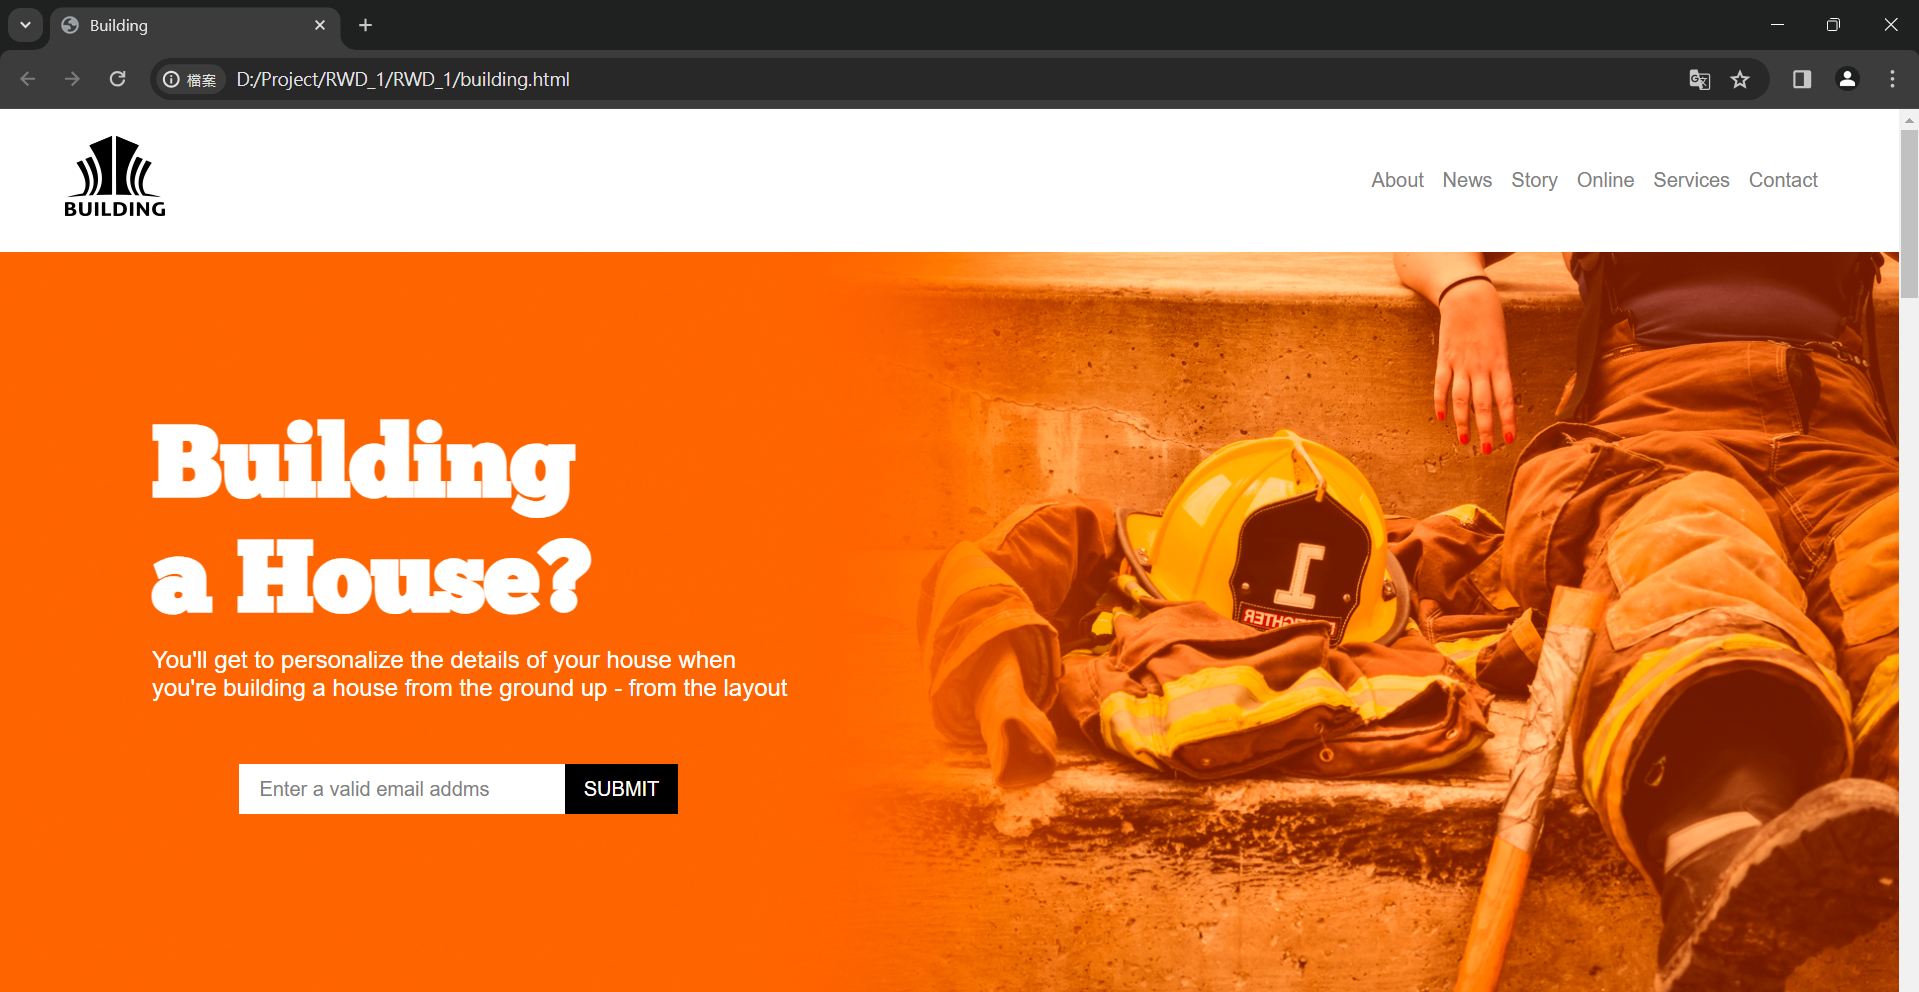 Building
檔案 D:/Project/RWD_1/RWD_1/building.html
BUILDING
About News Story Online Services Contact
Building
a House?
You'll get to personalize the details of your house when
you're building a house from the ground up - from the layout
Enter a valid email addms SUBMIT
1